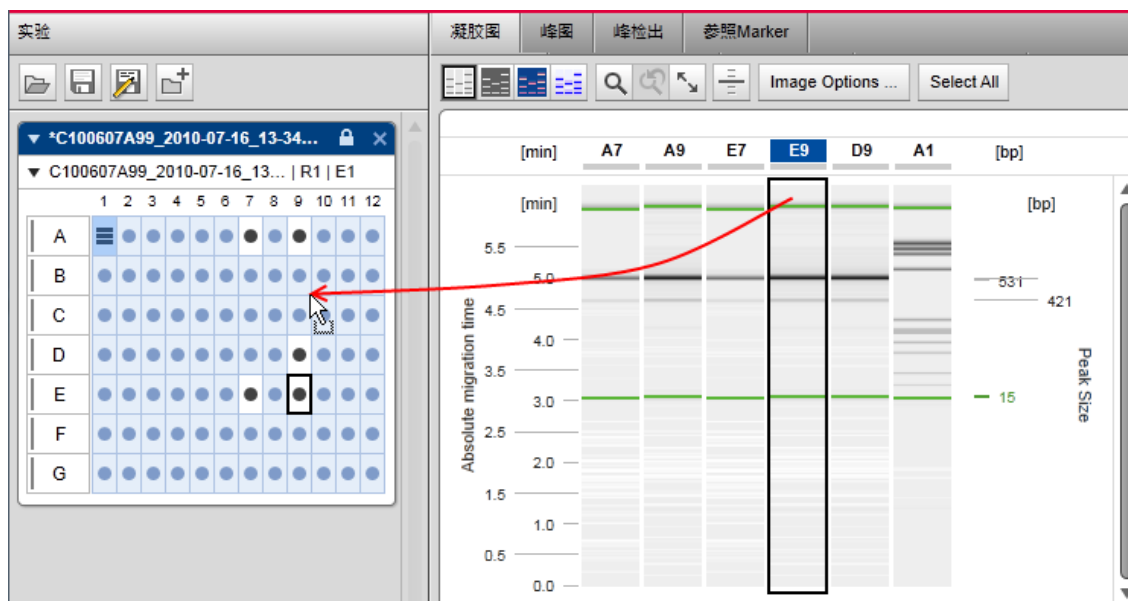 实验
凝胶图 峰图 峰检出 参照Marker
Image Options ... Select All
*C100607A99_2010-07-16_13-34...
C100607A99_2010-07-16_13... | R1 | E1
1 2 3 4 5 6 7 8 9 10 11 12
A
B
C
D
E
F
G
[min] A7 A9 E7 E9 D9 A1 [bp]
[min] [bp]
5.5
5.0 531
4.5 421
4.0
3.5
3.0 15
2.5
2.0
1.5
1.0
0.5
0.0
Absolute migration time
Peak Size